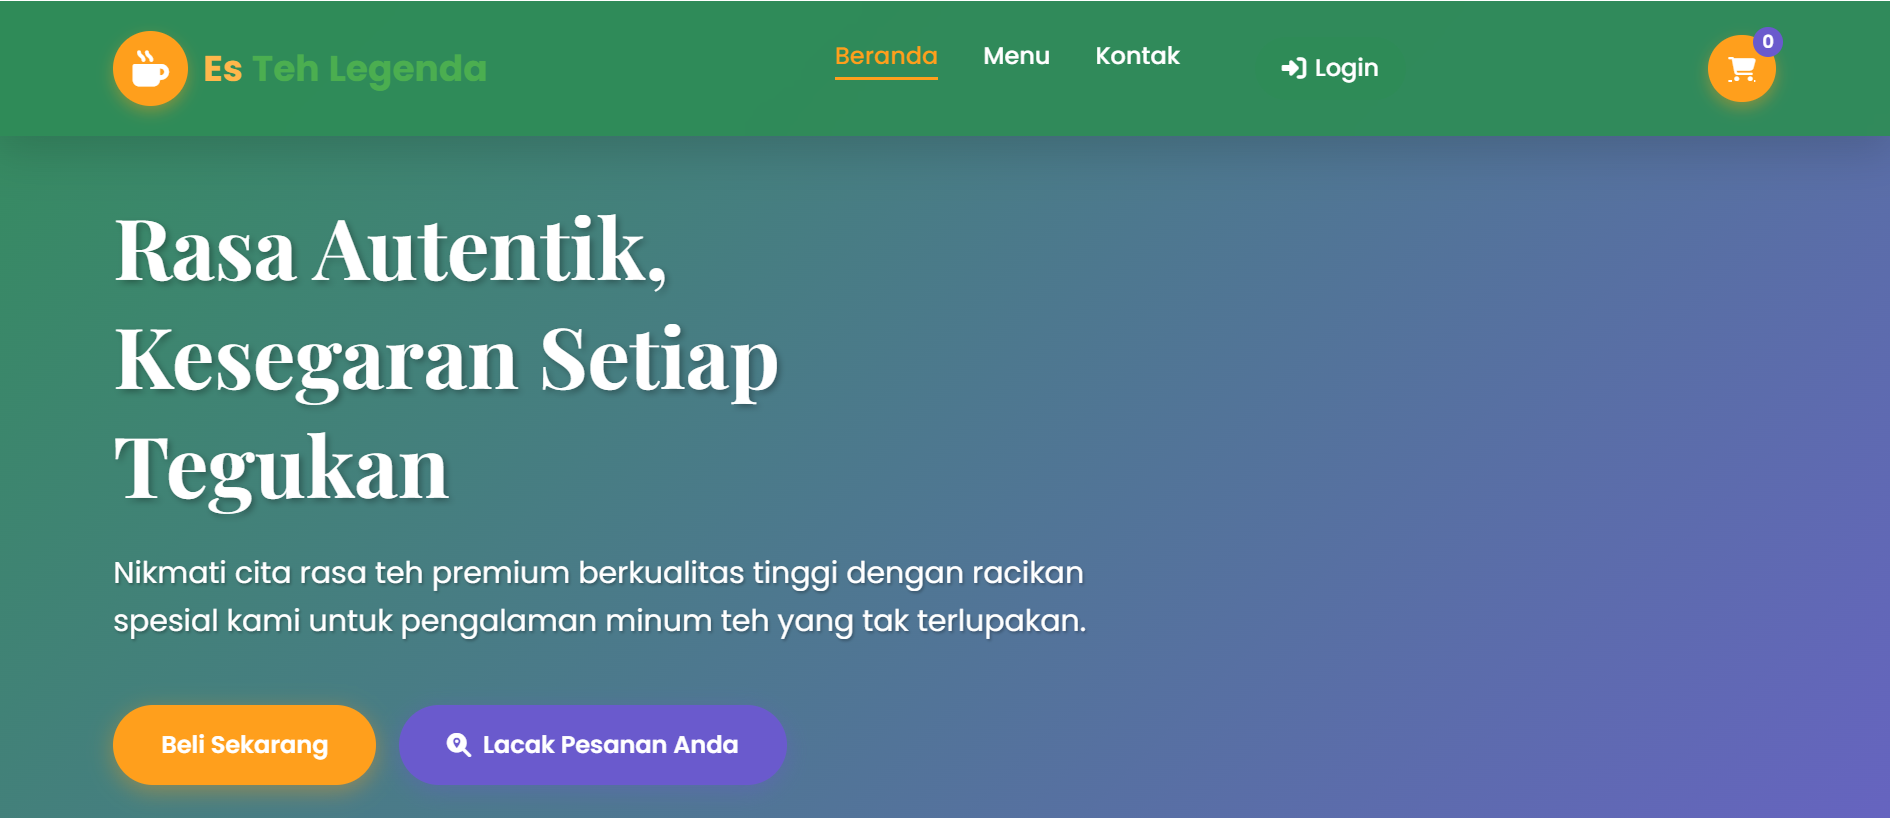 Es Teh Legenda
Beranda
Menu
Kontak
Login
0
Rasa Autentik,
Kesegaran Setiap
Tegukan
Nikmati cita rasa teh premium berkualitas tinggi dengan racikan
spesial kami untuk pengalaman minum teh yang tak terlupakan.
Beli Sekarang
Lacak Pesanan Anda